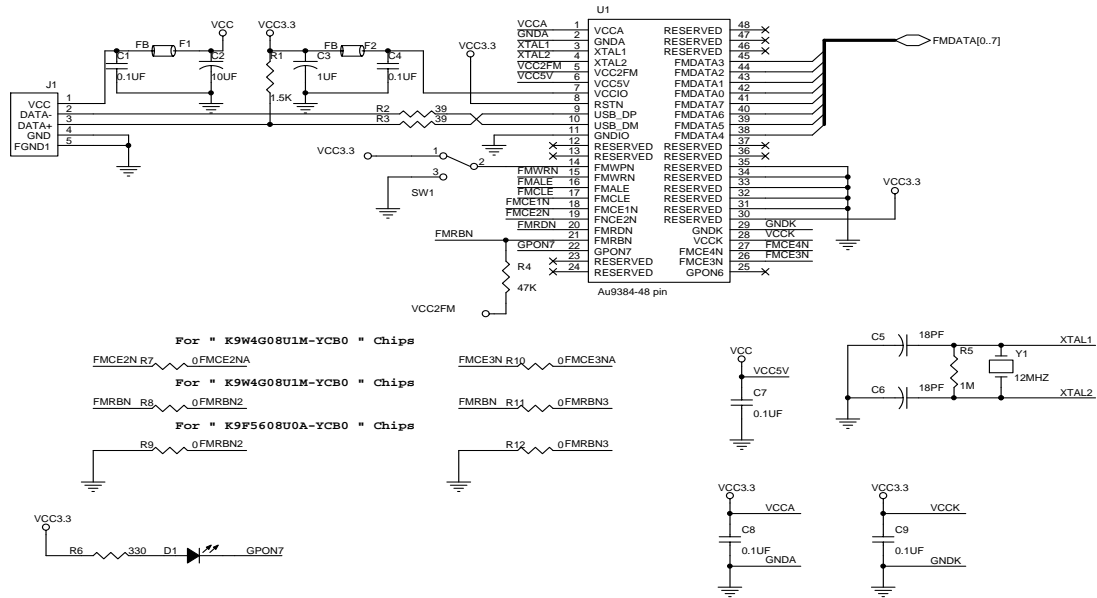 U1
VCC
VCC3.3
FB F1
C1
0.1UF
C2
10UF
R1
1.5K
FB F2
C3
1UF
C4
0.1UF
VCC3.3
J1
VCC 1
DATA- 2
DATA+ 3
GND 4
FGND1 5
R2 39
R3 39
VCC3.3
1
2
3
SW1
VCCA 1 VCCA
GNDA 2 GNDA
XTAL1 3 XTAL1
XTAL2 4 XTAL2
VCC2FM 5 VCC2FM
VCC5V 6 VCC5V
7 VCCIO
8 RSTN
9 USB_DP
10 USB_DM
11 GNDIO
12 RESERVED
13 RESERVED
14 FMWPN
FMWRN 15 FMWRN
FMALE 16 FMALE
FMCLE 17 FMCLE
FMCE1N 18 FMCE1N
FMCE2N 19 FNCE2N
FMRDN 20 FMRDN
FMRBN 21 FMRBN
GPON7 22 GPON7
23 RESERVED
24 RESERVED
RESERVED 48
RESERVED 47
RESERVED 46
FMDATA3 45
FMDATA2 44
FMDATA1 43
FMDATA0 42
FMDATA7 41
FMDATA6 40
FMDATA5 39
FMDATA4 38
RESERVED 37
RESERVED 36
RESERVED 35
RESERVED 34
RESERVED 33
RESERVED 32
RESERVED 31
RESERVED 30
GNDK 29 GNDK
VCCK 28 VCCK
FMCE4N 27 FMCE4N
FMCE3N 26 FMCE3N
GPON6 25
Au9384-48 pin
FMDATA[0..7]
VCC3.3
R4
47K
VCC2FM
For " K9W4G08U1M-YCB0 " Chips
FMCE2N R7 0 FMCE2NA
FMCE3N R10 0 FMCE3NA
For " K9W4G08U1M-YCB0 " Chips
FMRBN R8 0 FMRBN2
FMRBN R11 0 FMRBN3
For " K9F5608U0A-YCB0 " Chips
R9 0 FMRBN2
R12 0 FMRBN3
VCC
VCC5V
C7
0.1UF
C5 18PF
C6 18PF
R5
1M
Y1
12MHZ
XTAL1
XTAL2
VCC3.3
R6 330 D1 GPON7
VCC3.3
VCCA
C8
0.1UF
GNDA
VCC3.3
VCCK
C9
0.1UF
GNDK